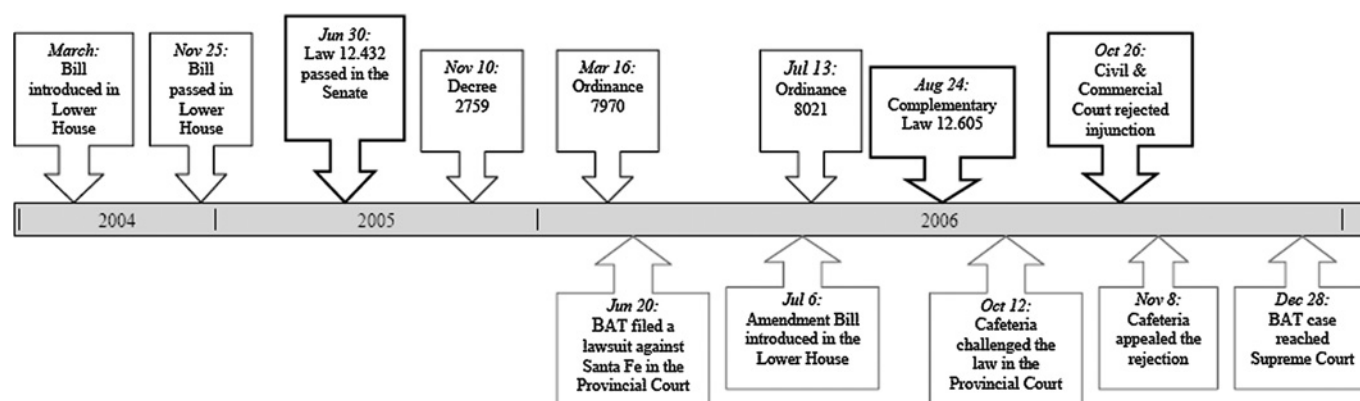 March:
Bill
introduced in
Lower
House
Nov 25:
Bill
passed in
Lower
House
Jun 30:
Law 12.432
passed in the
Senate
Nov 10:
Decree
2759
Mar 16:
Ordinance
7970
Jul 13:
Ordinance
8021
Aug 24:
Complementary
Law 12.605
Oct 26:
Civil &
Commercial
Court rejected
injunction
2004
2005
2006
Jun 20:
BAT filed a
lawsuit against
Santa Fe in the
Provincial Court
Jul 6:
Amendment Bill
introduced in the
Lower House
Oct 12:
Cafeteria
challenged the
law in the
Provincial Court
Nov 8:
Cafeteria
appealed the
rejection
Dec 28:
BAT case
reached
Supreme Court